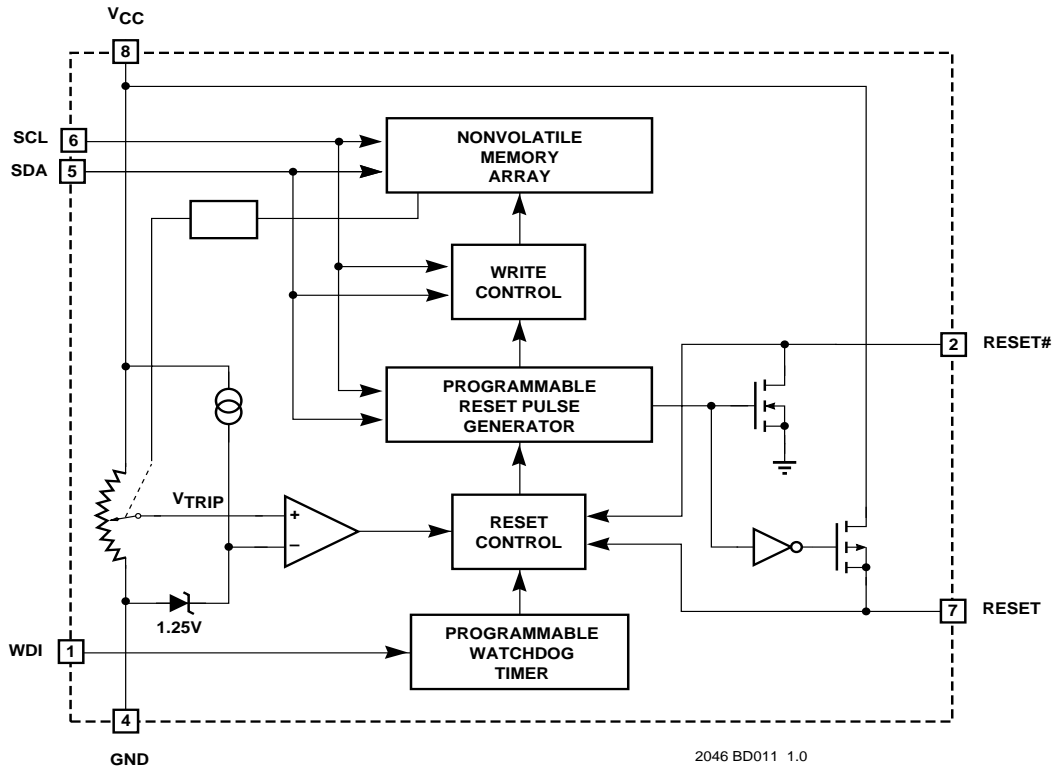 VCC
8
SCL
6
NONVOLATILE
MEMORY
ARRAY
SDA
5
WRITE
CONTROL
2
RESET#
PROGRAMMABLE
RESET PULSE
GENERATOR
VTRIP
+
–
RESET
CONTROL
1.25V
7
RESET
WDI
1
PROGRAMMABLE
WATCHDOG
TIMER
4
GND
2046 BD011 1.0